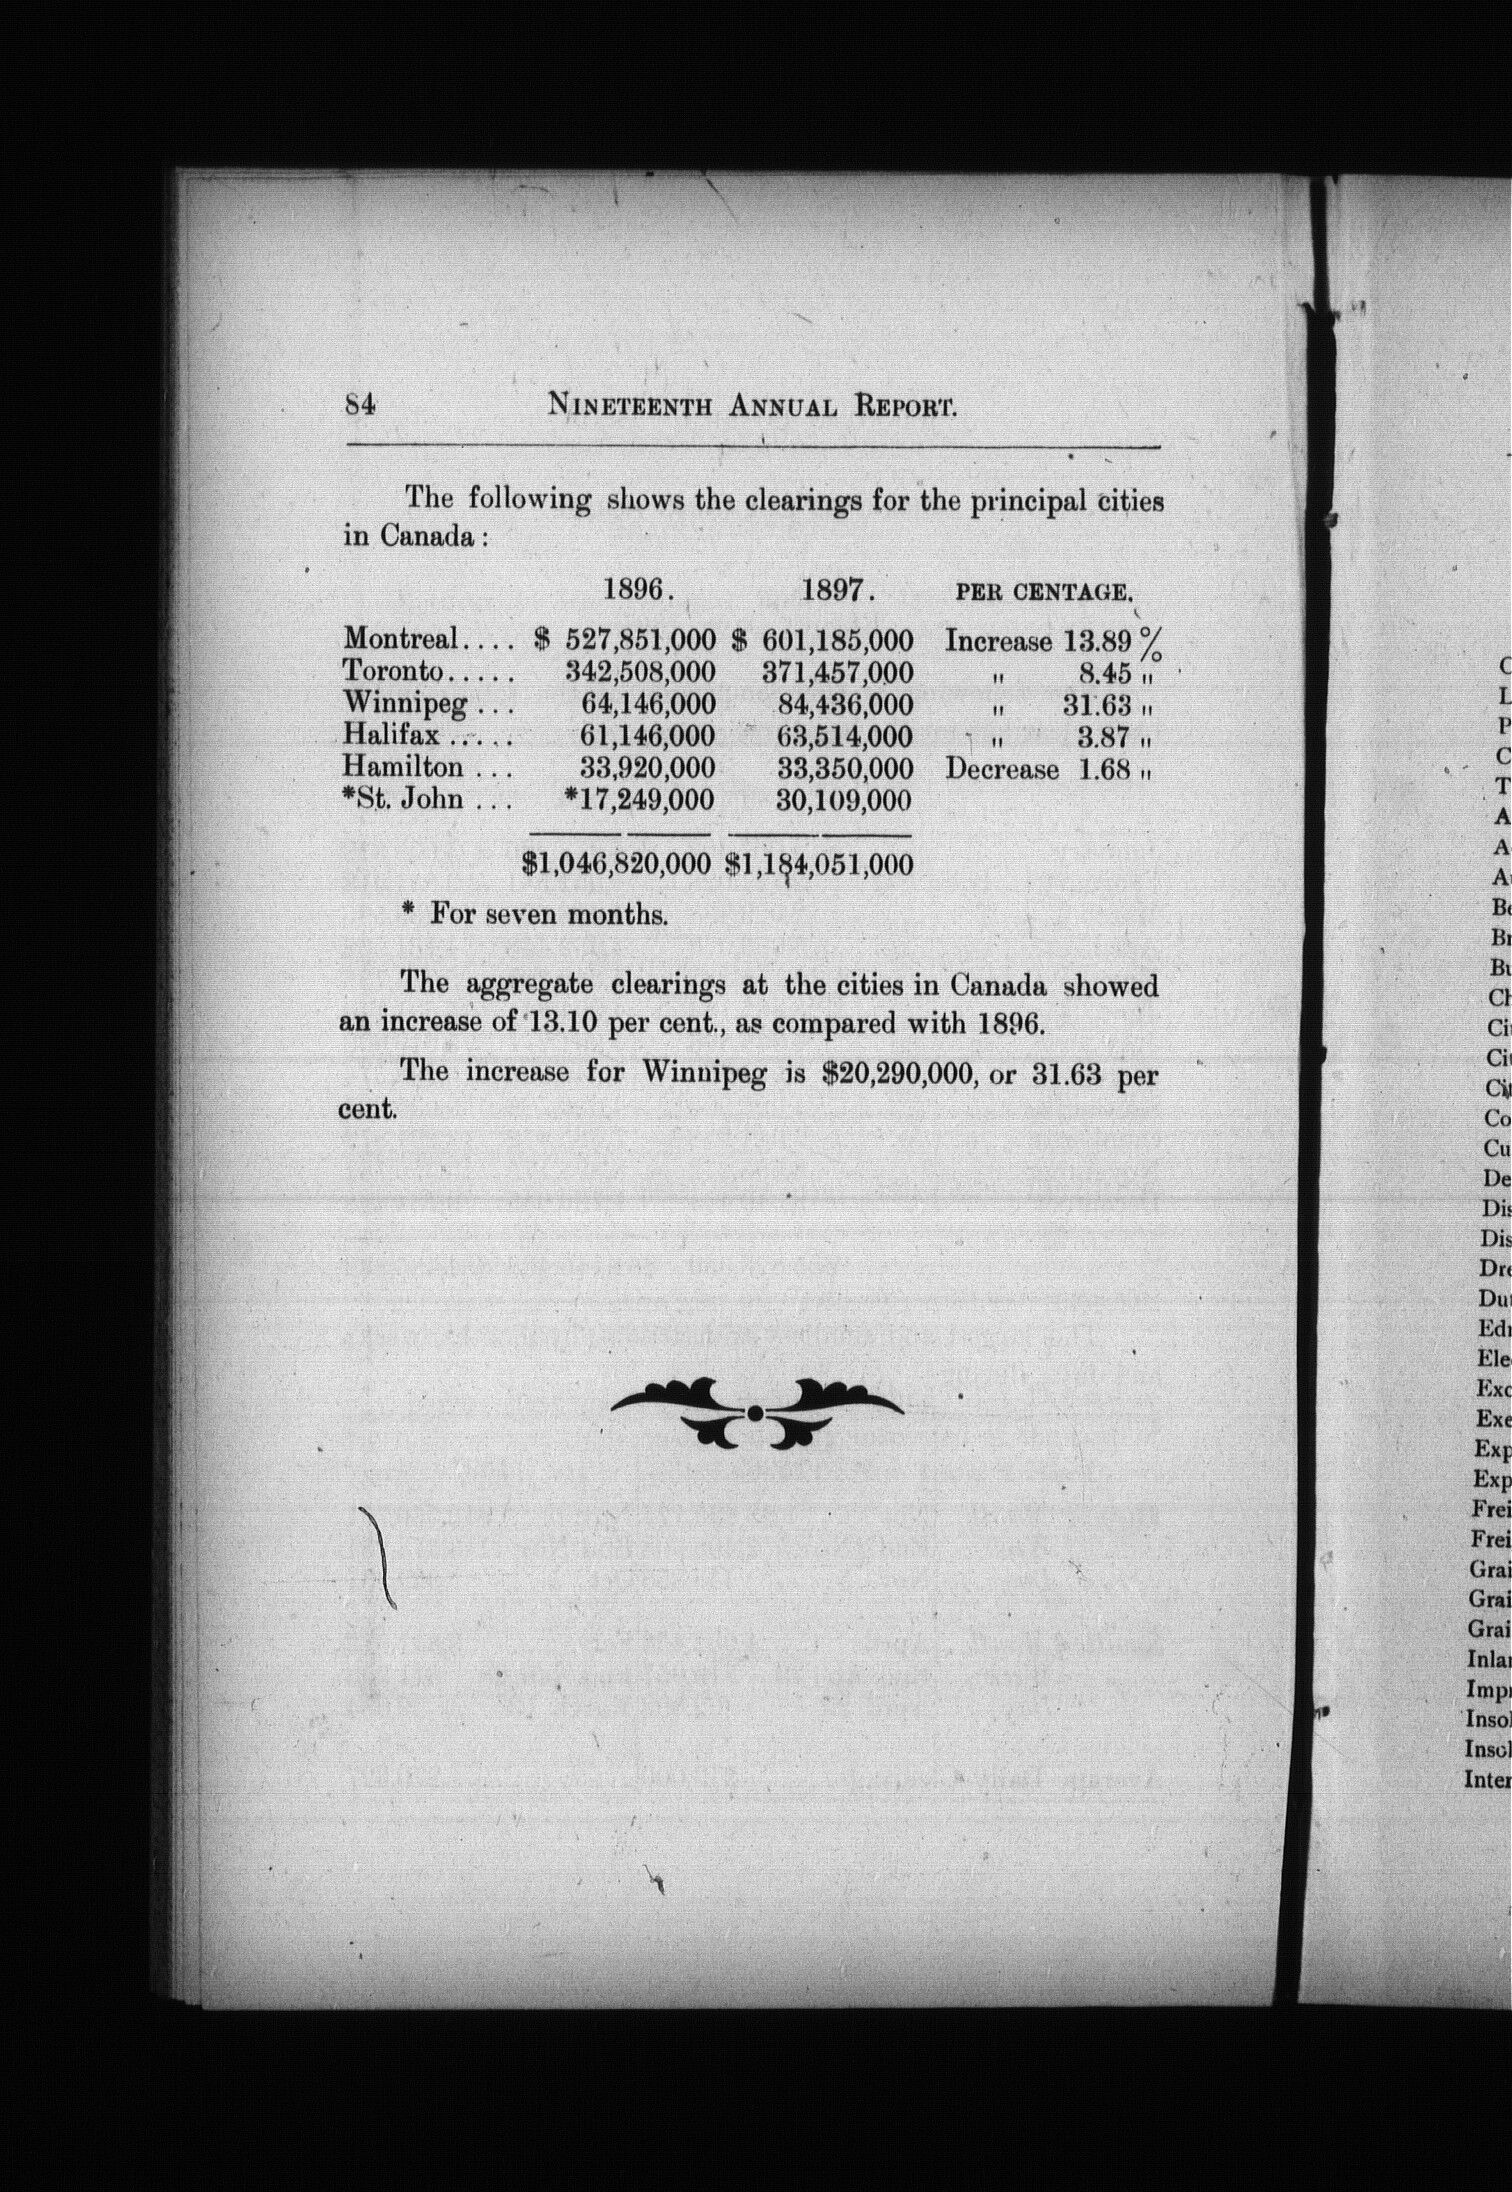 84 NINETEENTH ANNUAL REPORT.
The following shows the clearings for the principal cities
in Canada :
1896. 1897. PER CENTAGE.
Montreal.... $ 527,851,000 $ 601,185,000 Increase 13.89 %
Toronto..... 342,508,000 371,457,000 " 8.45 "
Winnipeg ... 64,146,000 84,436,000 " 31.63 "
Halifax ..... 61,146,000 63,514,000 " 3.87 "
Hamilton ... 33,920,000 33,350,000 Decrease 1.68 "
*St. John ... *17,249,000 30,109,000
$1,046,820,000 $1,184,051,000
* For seven months.
The aggregate clearings at the cities in Canada showed
an increase of 13.10 per cent., as compared with 1896.
The increase for Winnipeg is $20,290,000, or 31.63 per
cent.